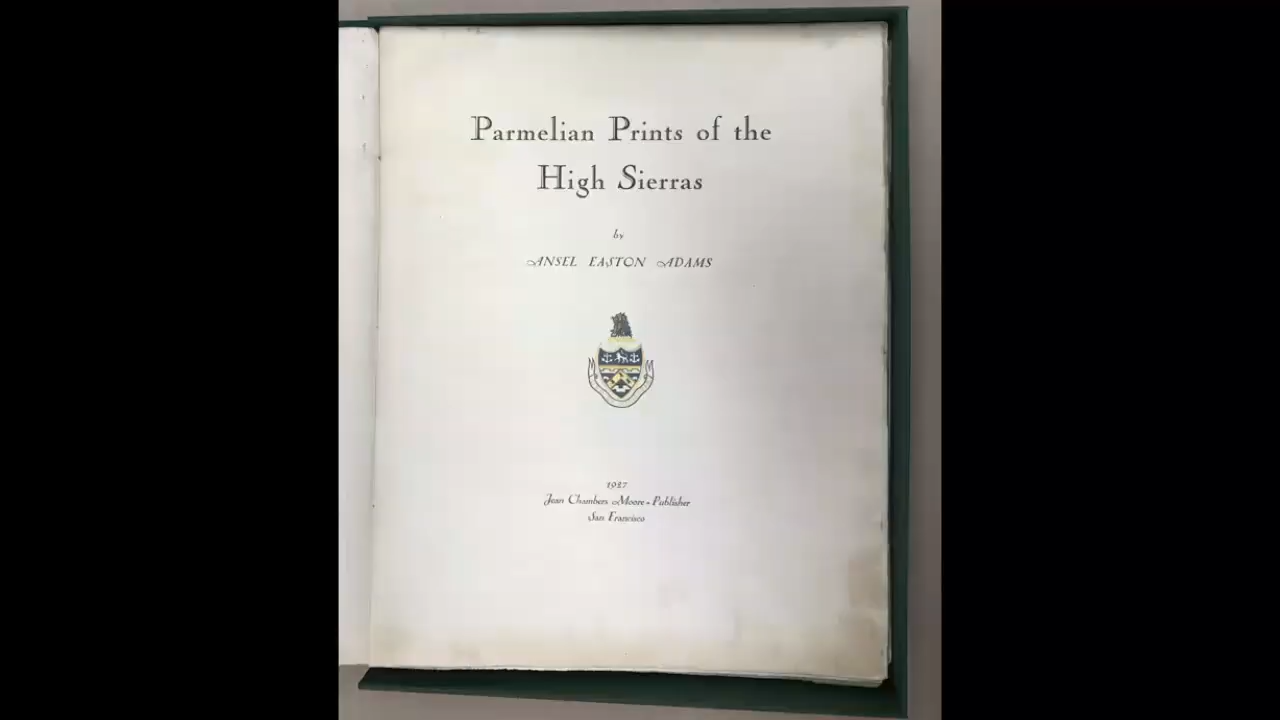 Parmelian Prints of the
High Sierras
by
ANSEL EASTON ADAMS
1927
Jean Chambers Moore - Publisher
San Francisco